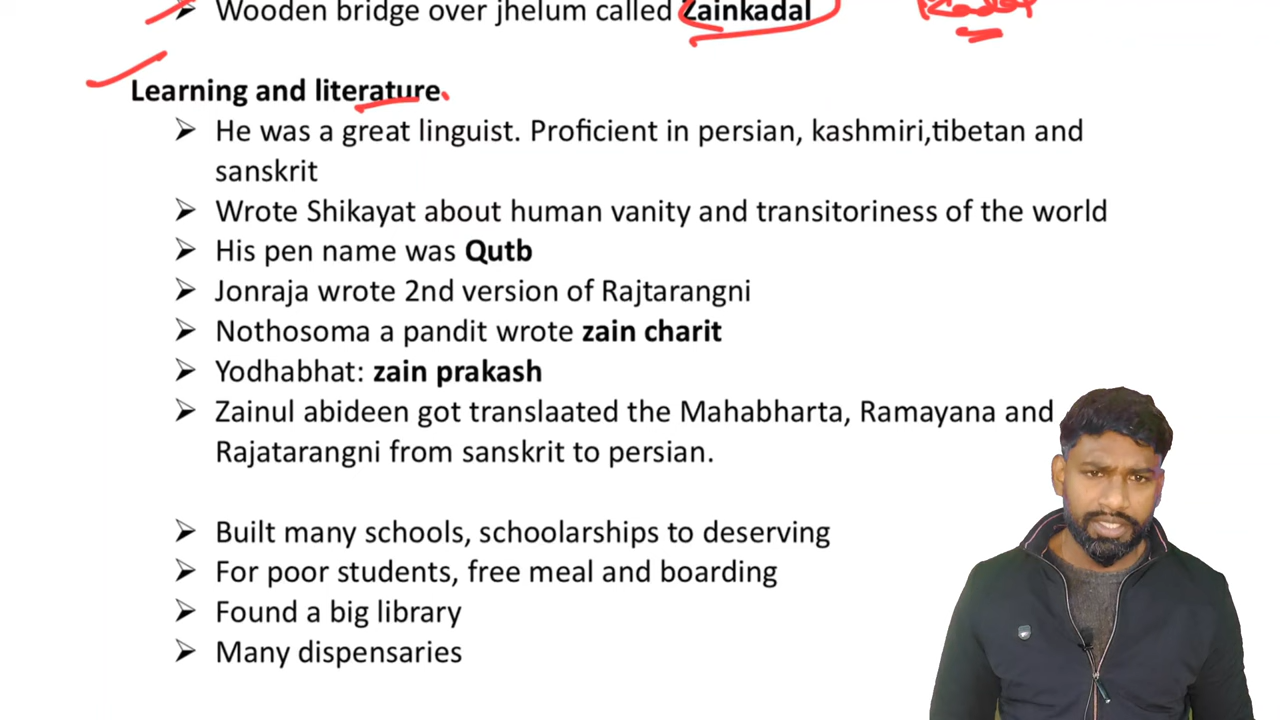 ➤ Wooden bridge over jhelum called Zainkadal
Learning and literature
➤ He was a great linguist. Proficient in persian, kashmiri,tibetan and
sanskrit
➤ Wrote Shikayat about human vanity and transitoriness of the world
➤ His pen name was Qutb
➤ Jonraja wrote 2nd version of Rajtarangni
➤ Nothosoma a pandit wrote zain charit
➤ Yodhabhat: zain prakash
➤ Zainul abideen got translaated the Mahabharta, Ramayana and
Rajatarangni from sanskrit to persian.
➤ Built many schools, schoolarships to deserving
➤ For poor students, free meal and boarding
➤ Found a big library
➤ Many dispensaries